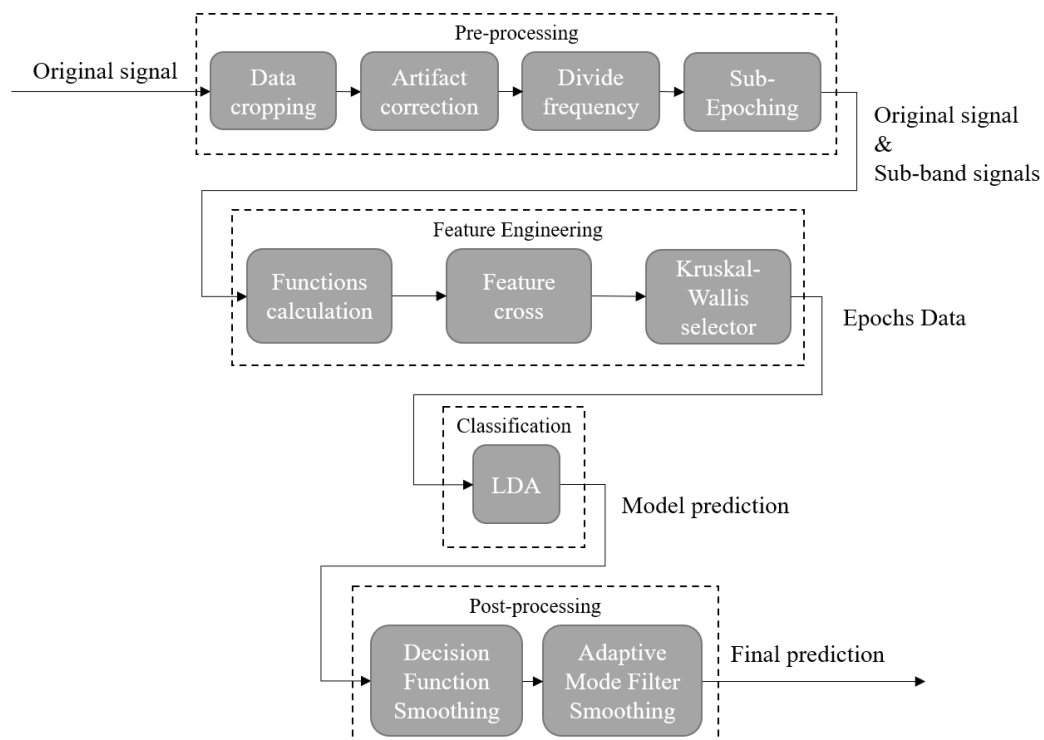 Pre-processing
Original signal
Data
cropping
Artifact
correction
Divide
frequency
Sub-
Epoching
Original signal
&
Sub-band signals
Feature Engineering
Functions
calculation
Feature
cross
Kruskal-
Wallis
selector
Epochs Data
Classification
LDA
Model prediction
Post-processing
Decision
Function
Smoothing
Adaptive
Mode Filter
Smoothing
Final prediction